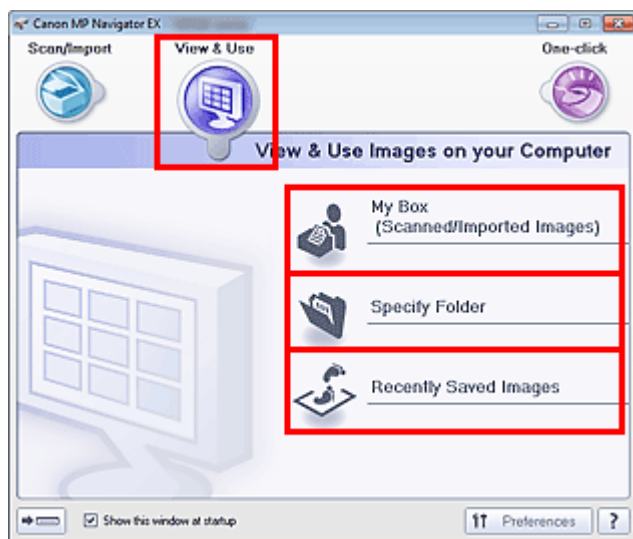 Canon MP Navigator EX
Scan/Import
View & Use
One-click
View & Use Images on your Computer
My Box
(Scanned/Imported Images)
Specify Folder
Recently Saved Images
Show this window at startup
Preferences
?